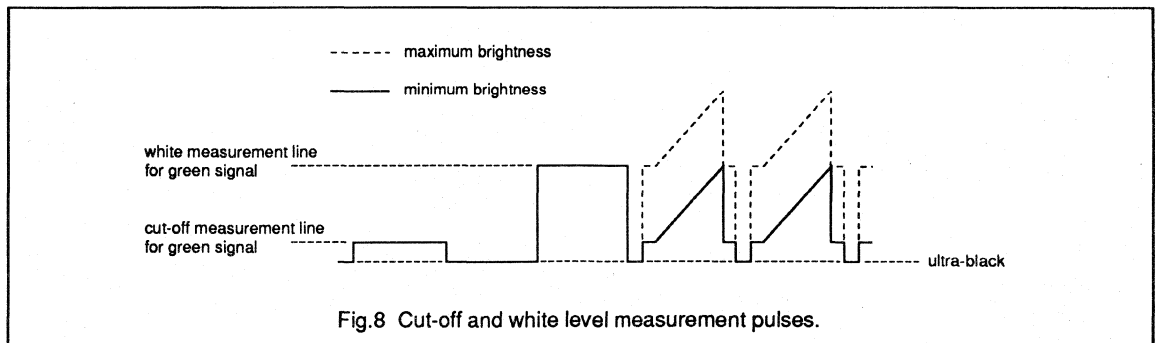 maximum brightness
minimum brightness
white measurement line
for green signal
cut-off measurement line
for green signal
ultra-black
Fig.8 Cut-off and white level measurement pulses.